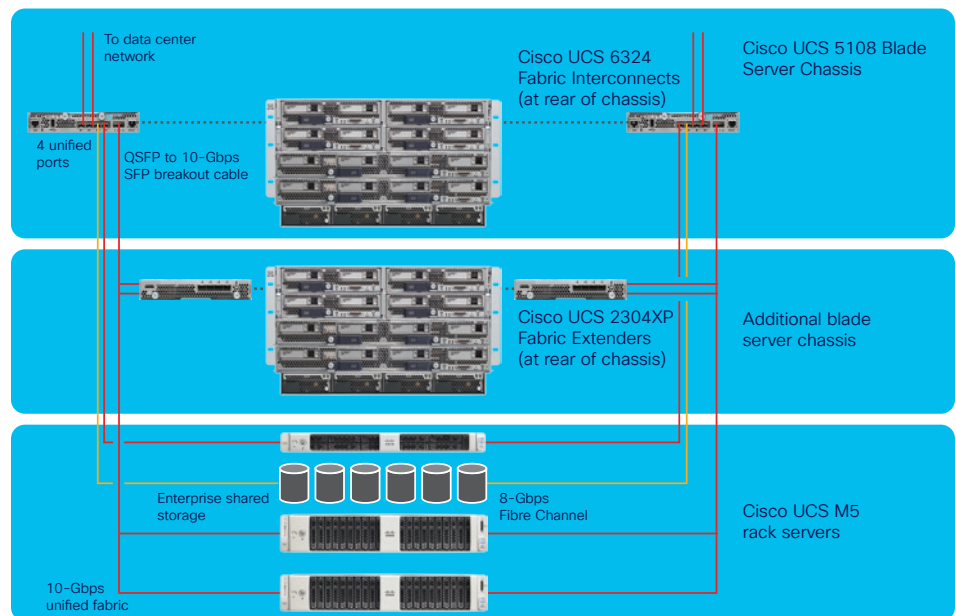 To data center
network
Cisco UCS 6324
Fabric Interconnects
(at rear of chassis)
Cisco UCS 5108 Blade
Server Chassis
4 unified
ports
QSFP to 10-Gbps
SFP breakout cable
Cisco UCS 2304XP
Fabric Extenders
(at rear of chassis)
Additional blade
server chassis
Enterprise shared
storage
8-Gbps
Fibre Channel
Cisco UCS M5
rack servers
10-Gbps
unified fabric